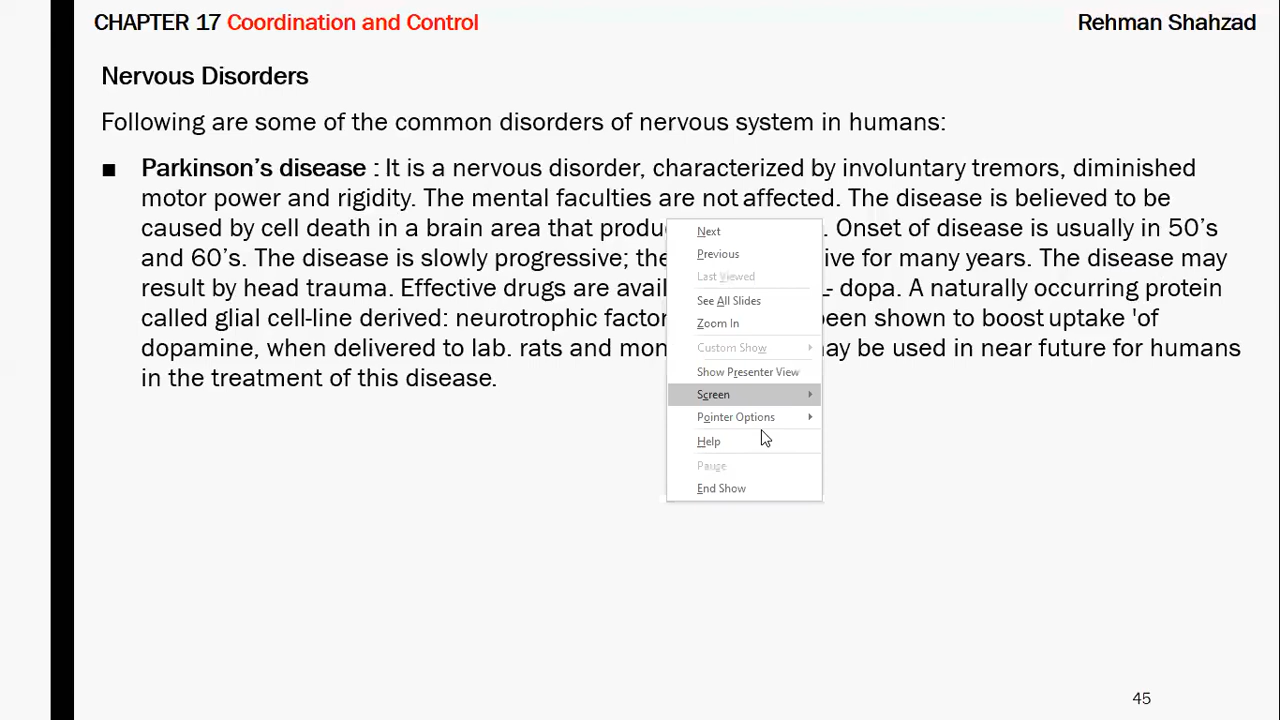 CHAPTER 17 Coordination and Control
Rehman Shahzad
Nervous Disorders
Following are some of the common disorders of nervous system in humans:
■ Parkinson's disease : It is a nervous disorder, characterized by involuntary tremors, diminished
motor power and rigidity. The mental faculties are not affected. The disease is believed to be
caused by cell death in a brain area that . Onset of disease is usually in 50's
and 60's. The disease is slowly progressive; for many years. The disease may
result by head trauma. Effective drugs are - dopa. A naturally occurring protein
called glial cell-line derived: neurotrophic been shown to boost uptake 'of
dopamine, when delivered to lab. rats and be used in near future for humans
in the treatment of this disease.
Next
Previous
Last Viewed
See All Slides
Zoom In
Custom Show
Show Presenter View
Screen
Pointer Options
Help
Pause
End Show
45